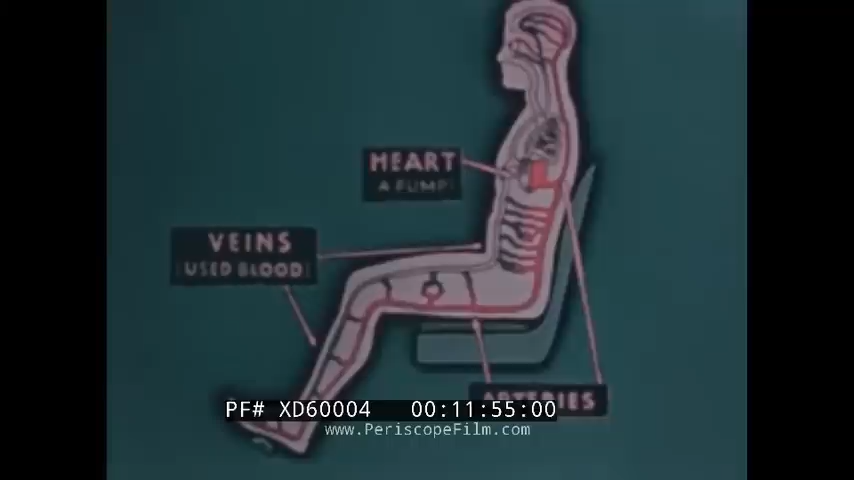 HEART
A PUMP
VEINS
(USED BLOOD)
ARTERIES
PF# XD60004 00:11:55:00
www.PeriscopeFilm.com